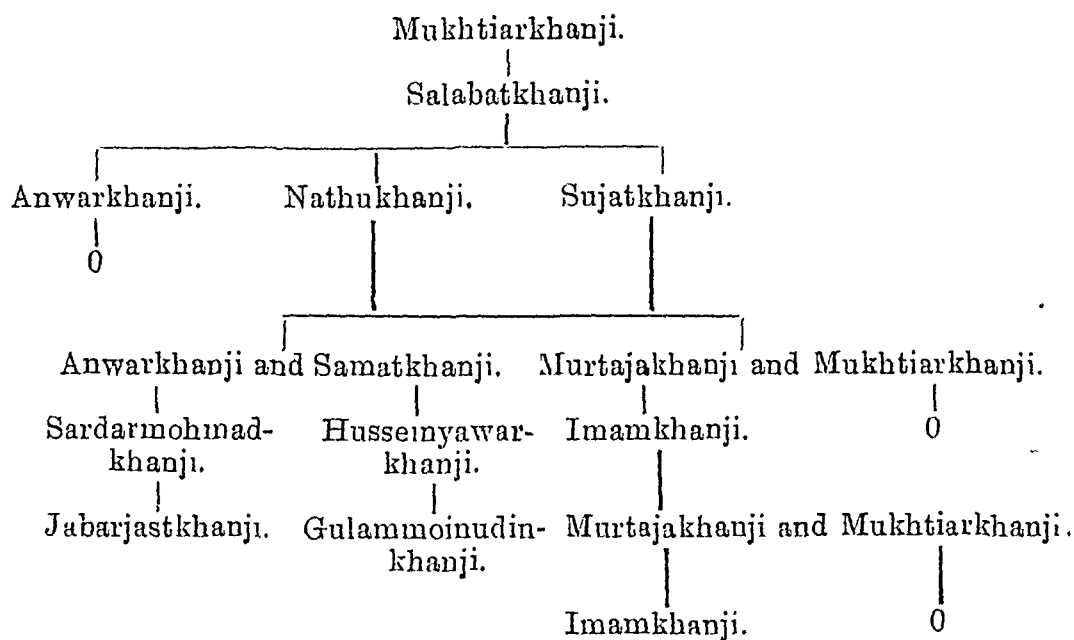 Mukhtiarkhanji.
Salabatkhanji.
Anwarkhanji. Nathukhanji. Sujatkhanji.
0
Anwarkhanji and Samatkhanji. Murtajakhanji and Mukhtiarkhanji.
Sardarmohmad- Husseinyawar- Imamkhanji. 0
khanji. khanji.
Jabarjastkhanji. Gulammoinudin- Murtajakhanji and Mukhtiarkhanji.
khanji.
Imamkhanji. 0